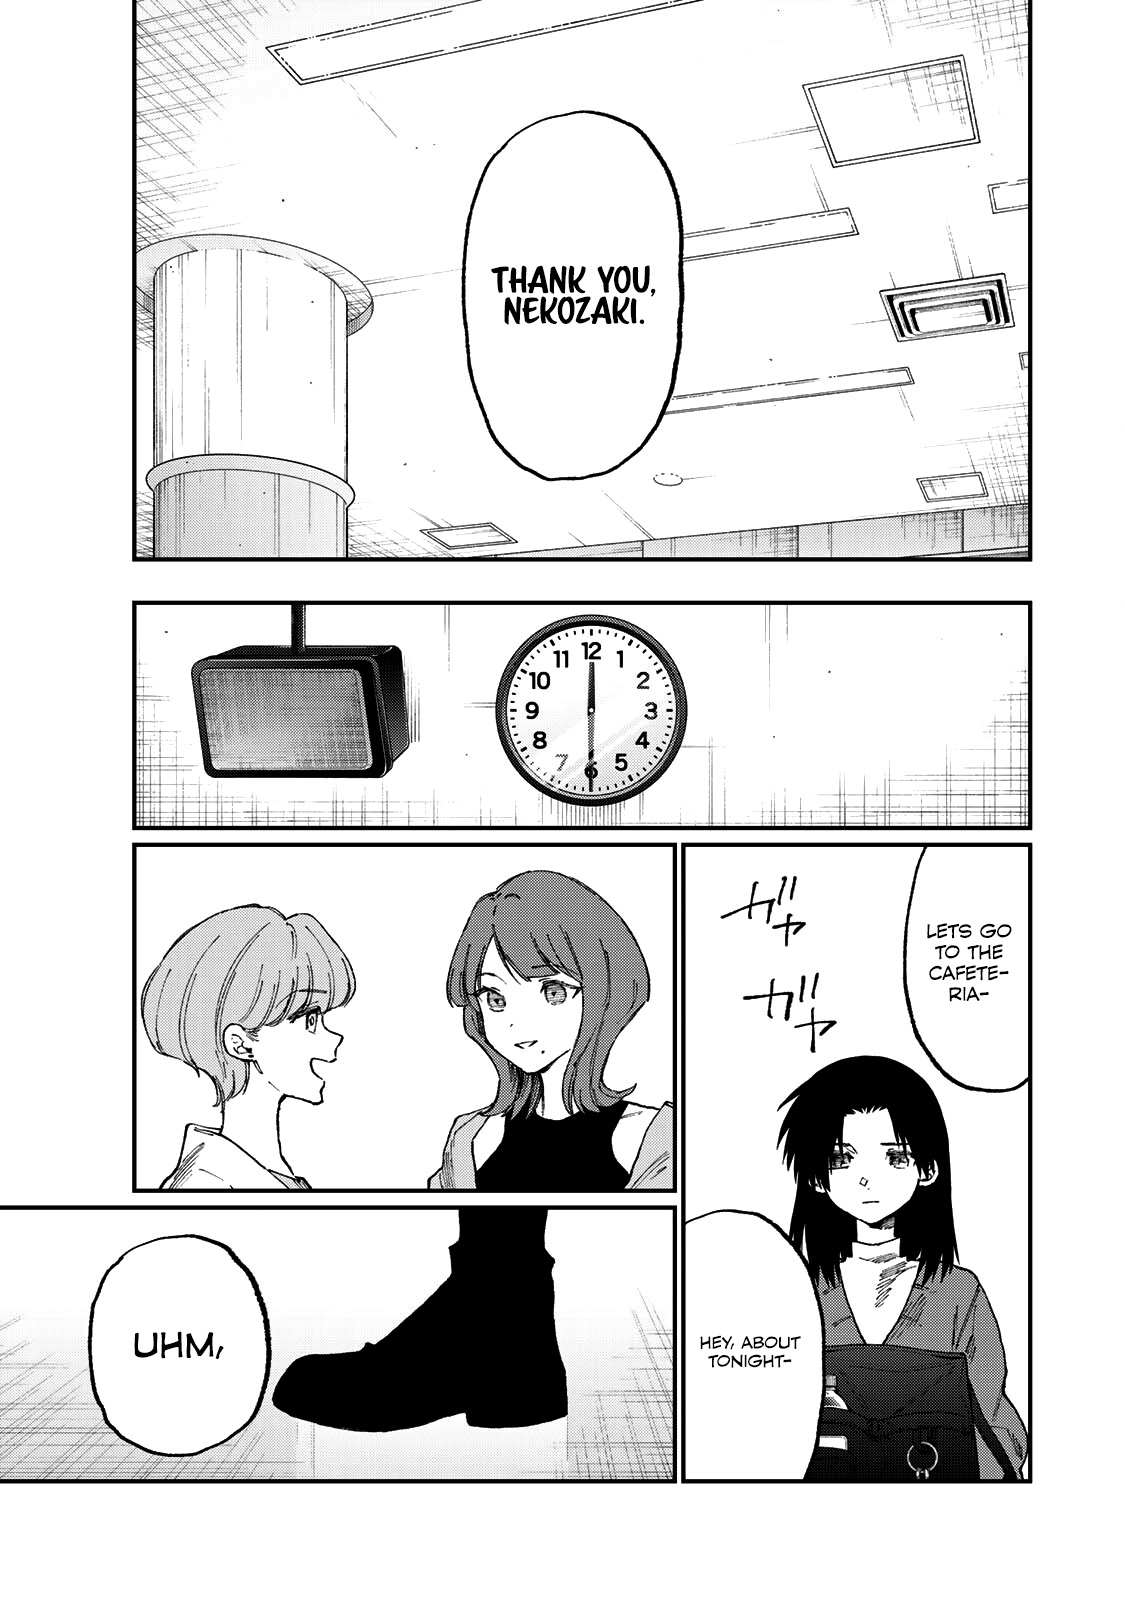 THANK YOU,
NEKOZAKI.
12
1
2
3
4
5
6
7
8
9
10
11
LETS GO
TO THE
CAFETE-
RIA-
ガヤ
ガヤ
HEY, ABOUT
TONIGHT-
UHM,